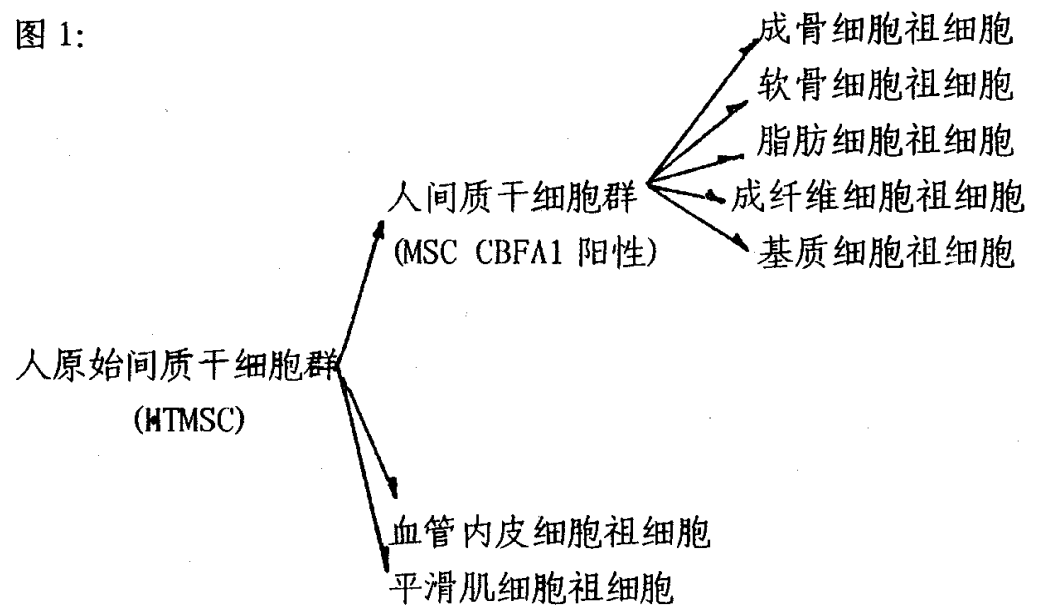 图1:
成骨细胞祖细胞
软骨细胞祖细胞
脂肪细胞祖细胞
成纤维细胞祖细胞
基质细胞祖细胞
人间质干细胞群
(MSC CBFA1 阳性)
人原始间质干细胞群
(HTMSC)
血管内皮细胞祖细胞
平滑肌细胞祖细胞